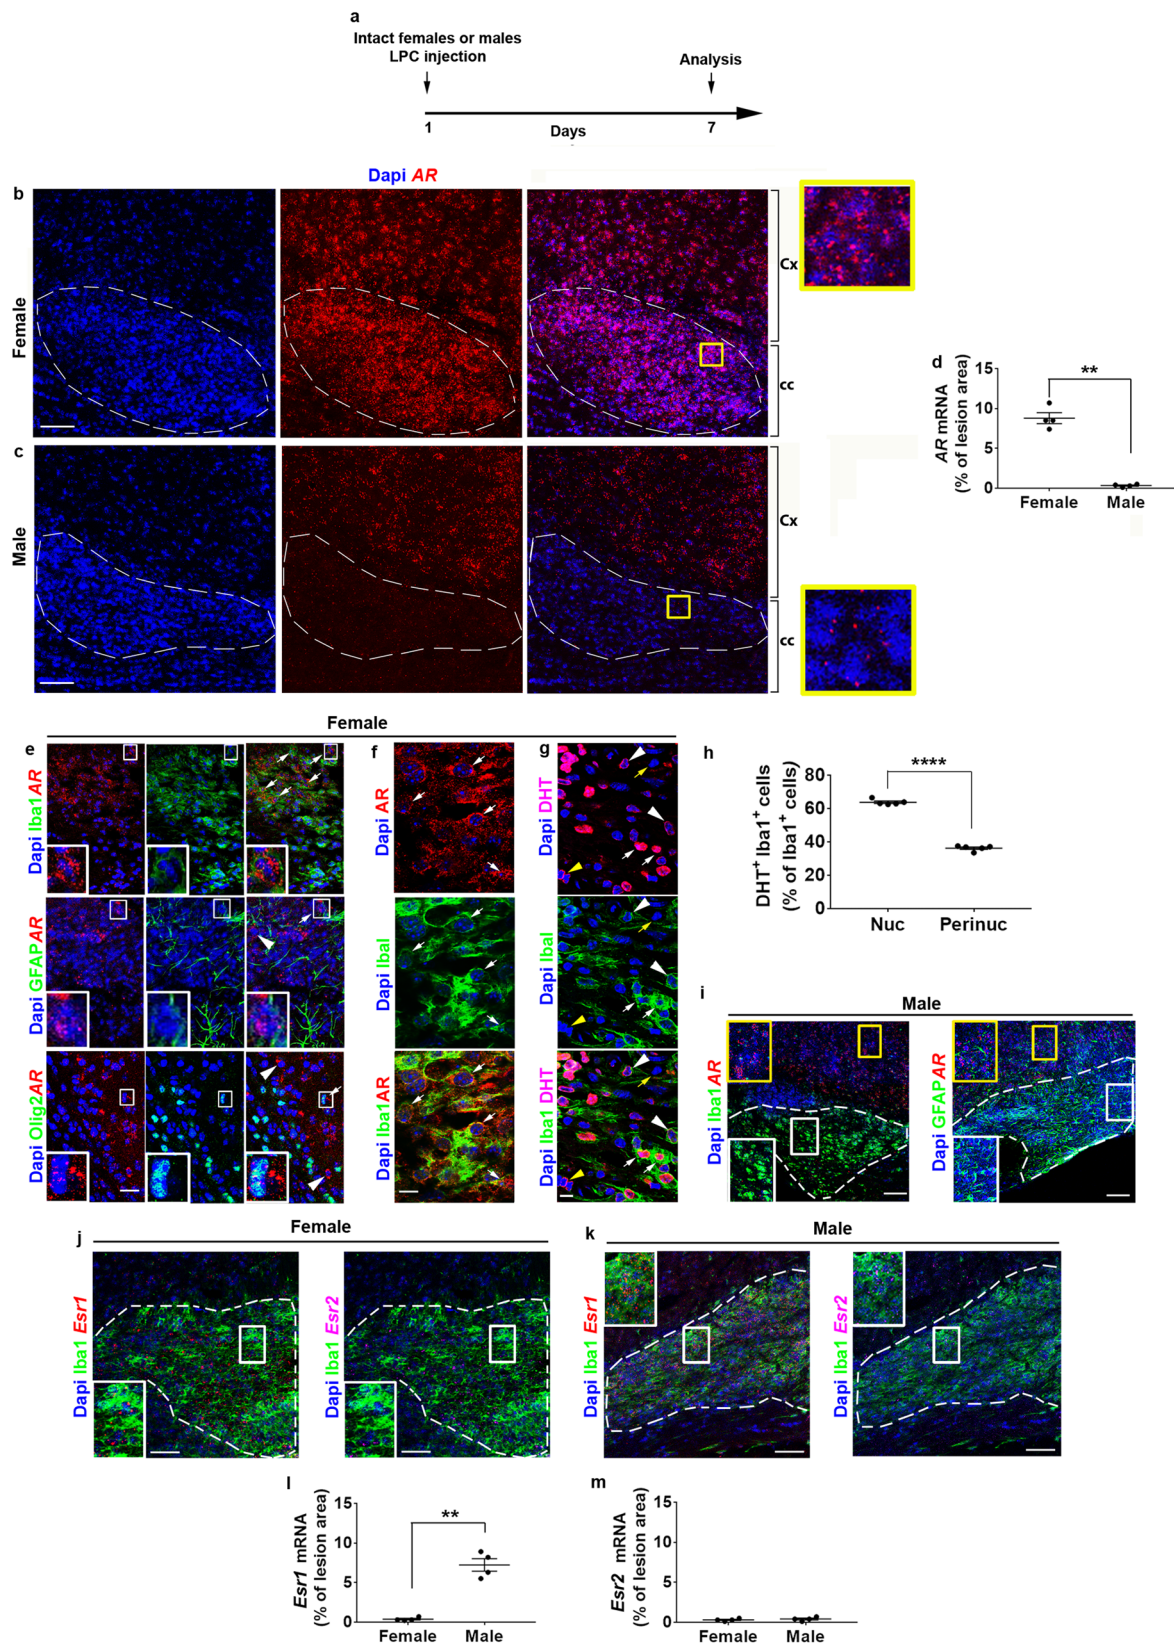 a
Intact females or males
LPC injection
Analysis
1
Days
7
b
Dapi AR
Female
Cx
cc
c
Male
Cx
cc
d
AR mRNA
(% of lesion area)
15
10
5
0
**
Female
Male
Female
e
Dapi Iba1 AR
Dapi GFAP AR
Dapi Olig2 AR
f
Dapi AR
Dapi Ibal
Iba1 AR
g
Dapi DHT
Dapi Ibal
Dapi Iba1 DHT
h
DHT+ Iba1+ cells
(% of Iba1+ cells)
80
60
40
20
0
****
Nuc
Perinuc
i
Male
Dapi Iba1 AR
Dapi GFAP AR
Female
j
Dapi Iba1 Esr1
Dapi Iba1 Esr2
Male
k
Dapi Iba1 Esr1
Dapi Iba1 Esr2
l
Esr1 mRNA
(% of lesion area)
15
10
5
0
**
Female
Male
m
Esr2 mRNA
(% of lesion area)
15
10
5
0
Female
Male